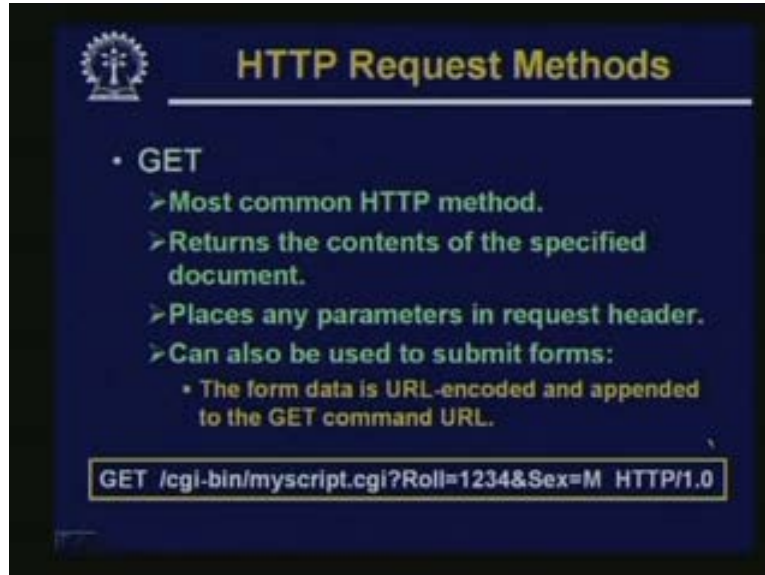 HTTP Request Methods
• GET
➢Most common HTTP method.
➢Returns the contents of the specified
document.
➢Places any parameters in request header.
➢Can also be used to submit forms:
▪ The form data is URL-encoded and appended
to the GET command URL.
GET /cgi-bin/myscript.cgi?Roll=1234&Sex=M HTTP/1.0